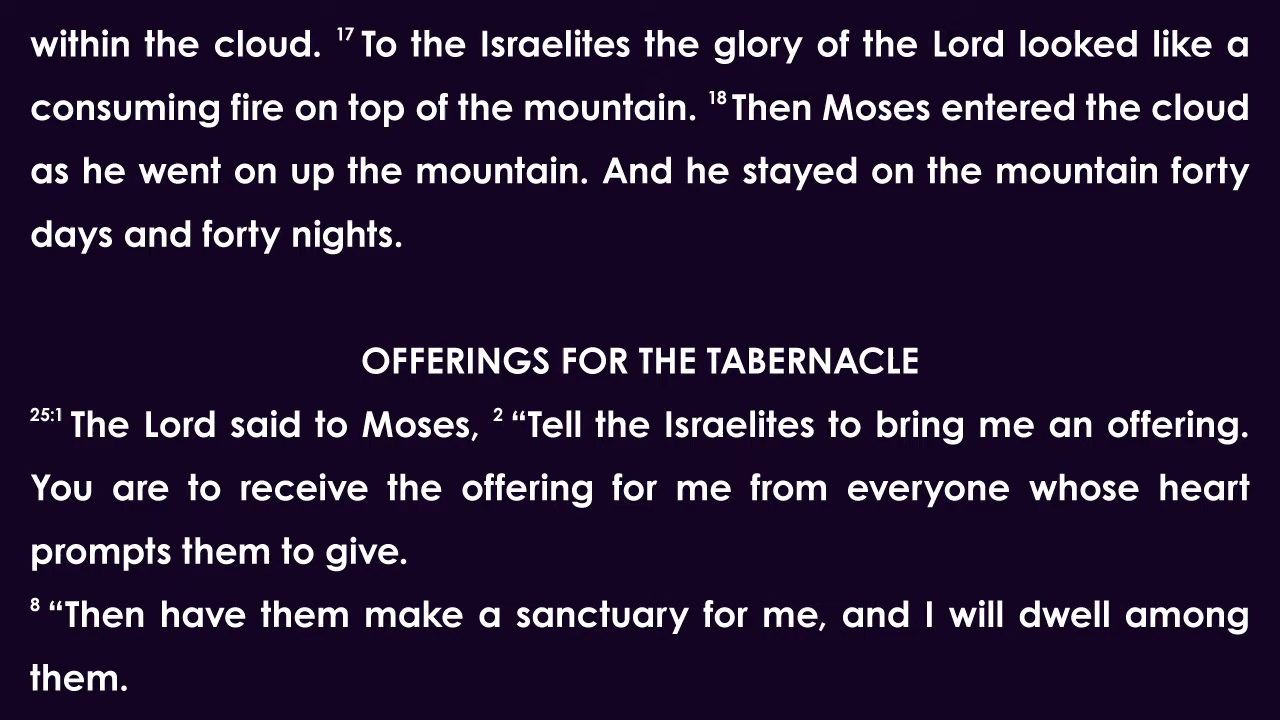 within the cloud. 17 To the Israelites the glory of the Lord looked like a
consuming fire on top of the mountain. 18 Then Moses entered the cloud
as he went on up the mountain. And he stayed on the mountain forty
days and forty nights.
OFFERINGS FOR THE TABERNACLE
25:1 The Lord said to Moses, 2 “Tell the Israelites to bring me an offering.
You are to receive the offering for me from everyone whose heart
prompts them to give.
8 “Then have them make a sanctuary for me, and I will dwell among
them.